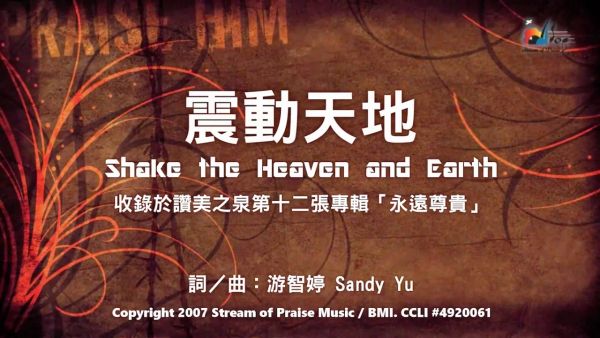 PRAISE HIM
震動天地
Shake the Heaven and Earth
收錄於讚美之泉第十二張專輯「永遠尊貴」
詞／曲：游智婷 Sandy Yu
Copyright 2007 Stream of Praise Music / BMI. CCLI #4920061